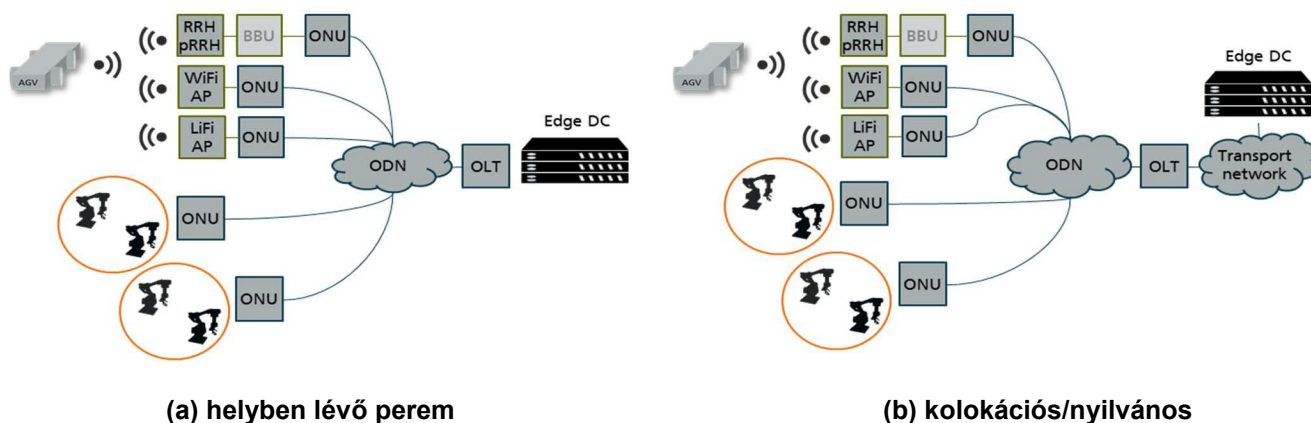 RRH
pRRH
BBU
ONU
AGV
WiFi
AP
ONU
LiFi
AP
ONU
Edge DC
ODN
OLT
ONU
ONU
(a) helyben lévő perem
RRH
pRRH
BBU
ONU
Edge DC
AGV
WiFi
AP
ONU
LiFi
AP
ONU
ODN
OLT
Transport
network
ONU
ONU
(b) kolokációs/nyilvános